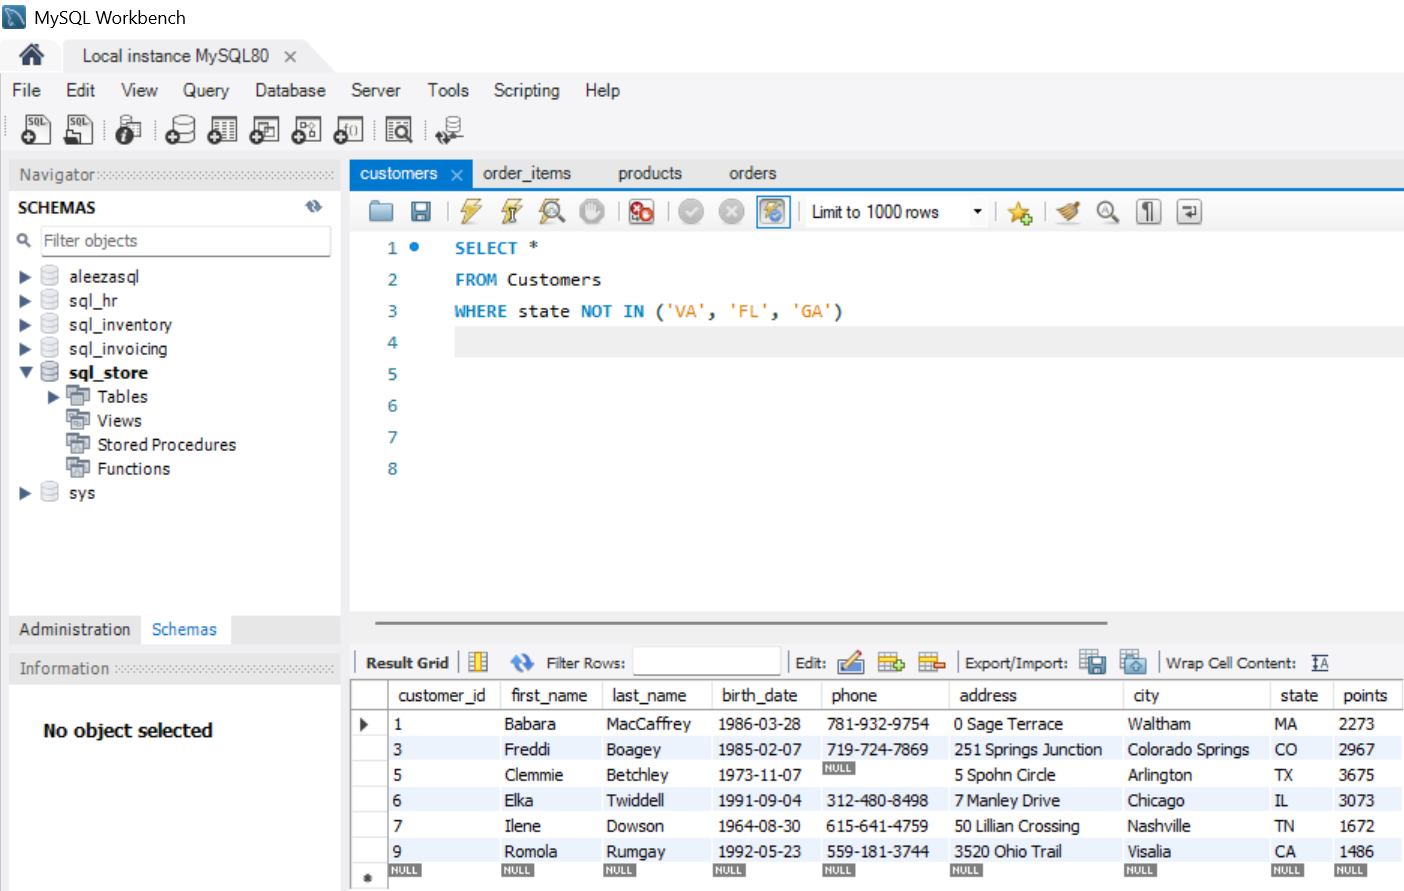 MySQL Workbench
Local instance MySQL80
File Edit View Query Database Server Tools Scripting Help
SQL SQL
Navigator
SCHEMAS
Filter objects
aleezasql
sql_hr
sql_inventory
sql_invoicing
sql_store
Tables
Views
Stored Procedures
Functions
sys
Administration Schemas
Information
No object selected
customers order_items products orders
Limit to 1000 rows
1 SELECT *
2 FROM Customers
3 WHERE state NOT IN ('VA', 'FL', 'GA')
4
5
6
7
8
Result Grid Filter Rows: Edit: Export/Import: Wrap Cell Content: IA
customer_id first_name last_name birth_date phone address city state points
1 Babara MacCaffrey 1986-03-28 781-932-9754 0 Sage Terrace Waltham MA 2273
3 Freddi Boagey 1985-02-07 719-724-7869 251 Springs Junction Colorado Springs CO 2967
5 Clemmie Betchley 1973-11-07 NULL 5 Spohn Circle Arlington TX 3675
6 Elka Twiddell 1991-09-04 312-480-8498 7 Manley Drive Chicago IL 3073
7 Ilene Dowson 1964-08-30 615-641-4759 50 Lillian Crossing Nashville TN 1672
9 Romola Rumgay 1992-05-23 559-181-3744 3520 Ohio Trail Visalia CA 1486
NULL NULL NULL NULL NULL NULL NULL NULL NULL